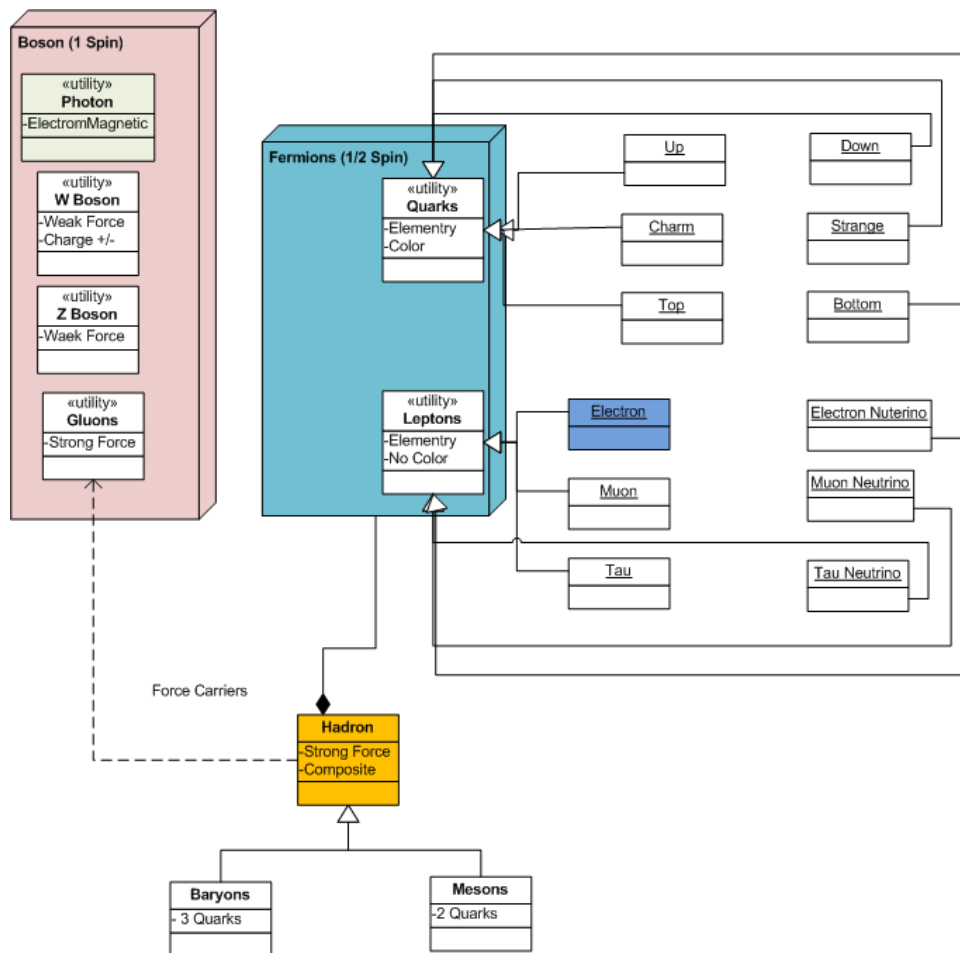 Boson (1 Spin)
«utility»
Photon
-ElectromMagnetic
«utility»
W Boson
-Weak Force
-Charge +/-
«utility»
Z Boson
-Waek Force
«utility»
Gluons
-Strong Force
Fermions (1/2 Spin)
«utility»
Quarks
-Elementry
-Color
«utility»
Leptons
-Elementry
-No Color
Up
Down
Charm
Strange
Top
Bottom
Electron
Electron Nuterino
Muon
Muon Neutrino
Tau
Tau Neutrino
Force Carriers
Hadron
-Strong Force
-Composite
Baryons
- 3 Quarks
Mesons
-2 Quarks